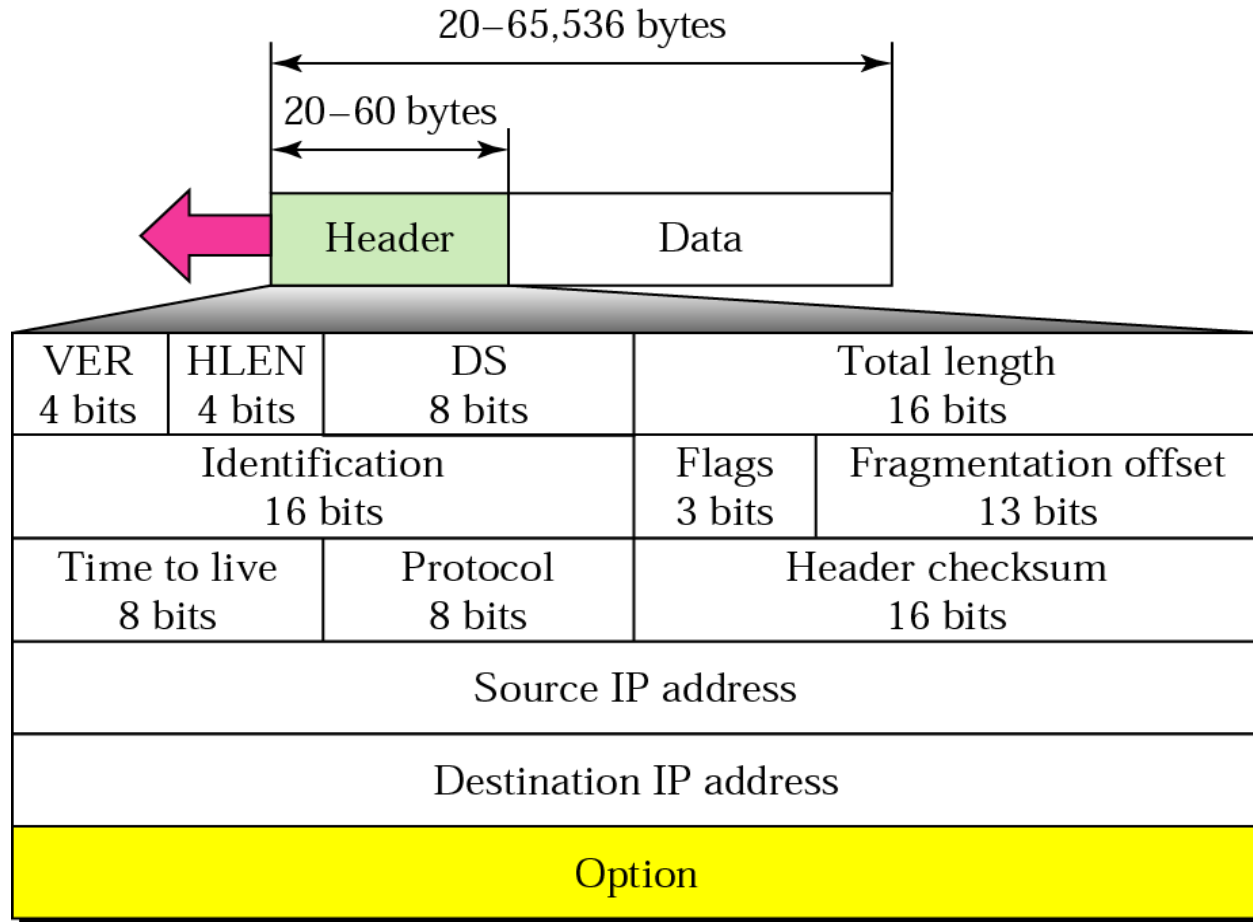 20–65,536 bytes
20–60 bytes
Header
Data
VER
4 bits
HLEN
4 bits
DS
8 bits
Total length
16 bits
Identification
16 bits
Flags
3 bits
Fragmentation offset
13 bits
Time to live
8 bits
Protocol
8 bits
Header checksum
16 bits
Source IP address
Destination IP address
Option